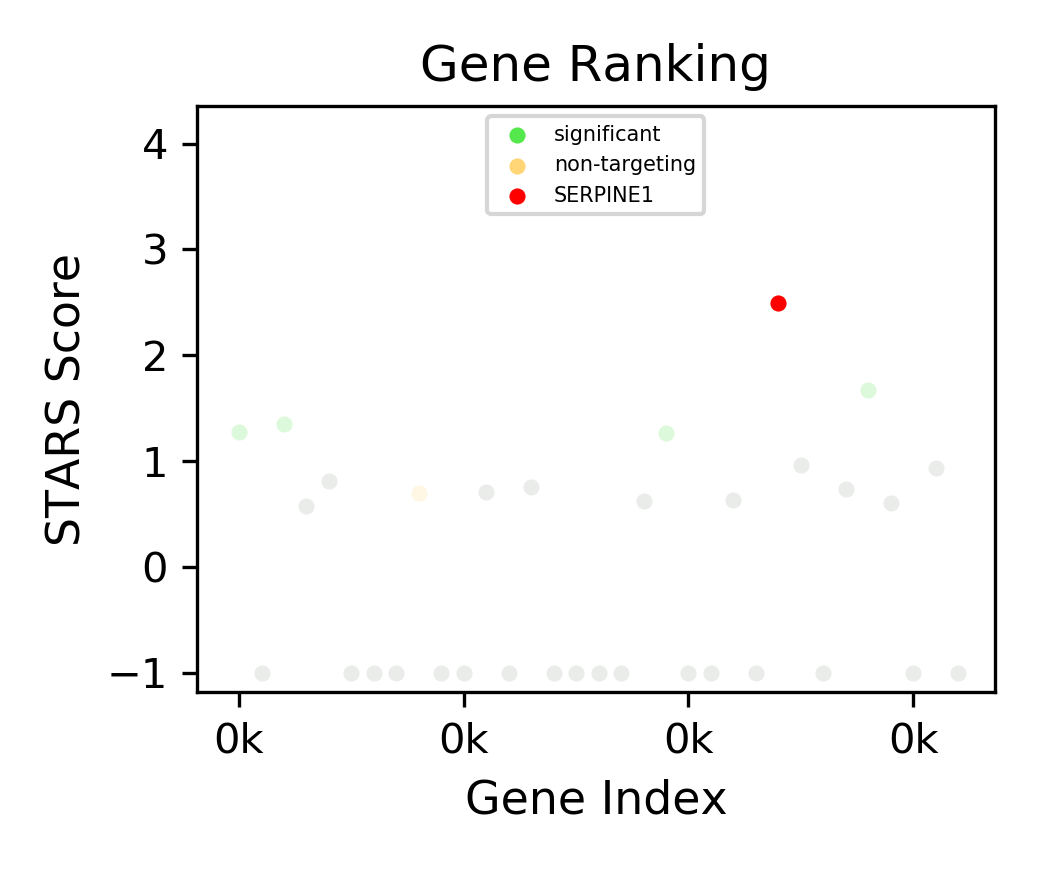 Gene Ranking
significant
non-targeting
SERPINE1
STARS Score
4
3
2
1
0
−1
0k 0k 0k 0k
Gene Index